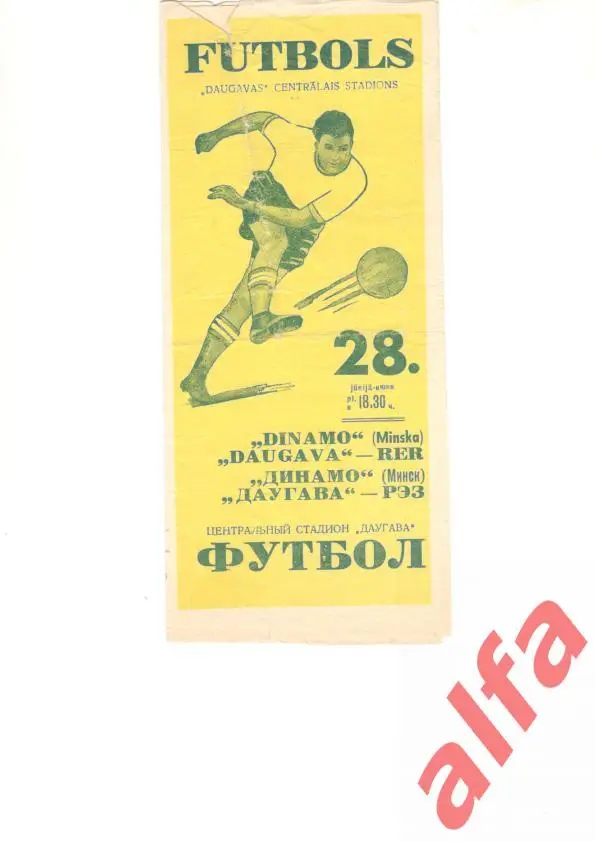 FUTBOLS
„DAUGAVAS“ CENTRĀLAIS STADIONS
28.
jūnijā-июня
pl. в 18.30 ч.
„DINAMO“ (Minska)
„DAUGAVA“ — RER
„ДИНАМО“ (Минск)
„ДАУГАВА“ — РЭЗ
ЦЕНТРАЛЬНЫЙ СТАДИОН „ДАУГАВА“
ФУТБОЛ
alfa